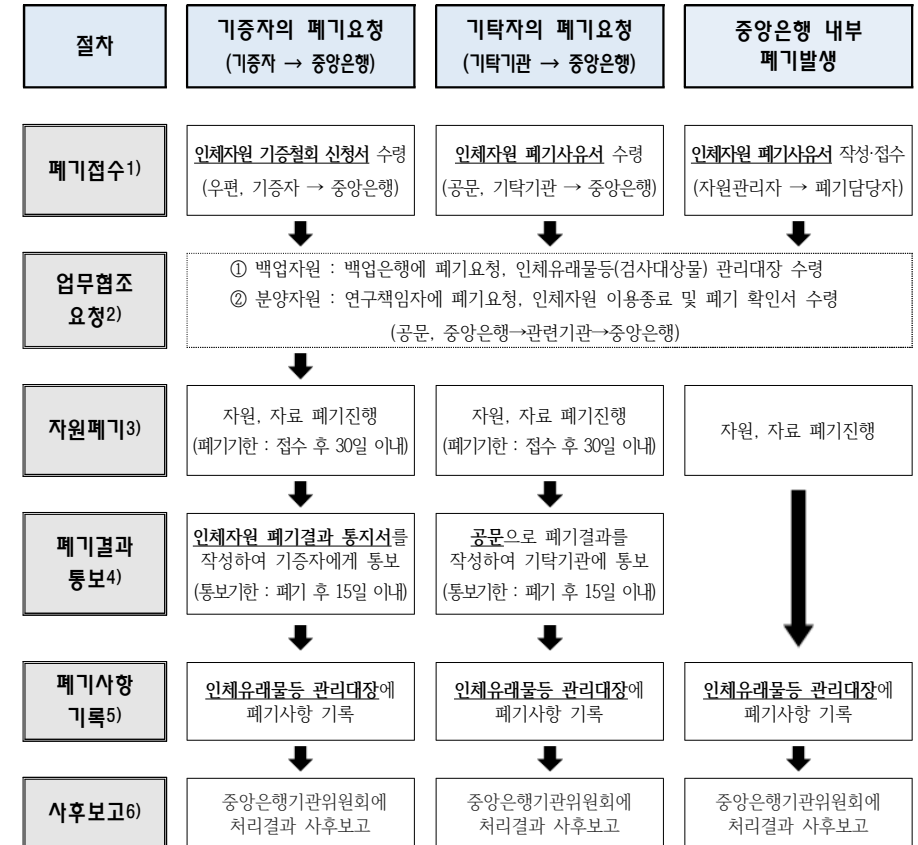 절차
기증자의 폐기요청
(기증자 → 중앙은행)
기탁자의 폐기요청
(기탁기관 → 중앙은행)
중앙은행 내부
폐기발생
폐기접수1)
인체자원 기증철회 신청서 수령
(우편, 기증자 → 중앙은행)
인체자원 폐기사유서 수령
(공문, 기탁기관 → 중앙은행)
인체자원 폐기사유서 작성·접수
(자원관리자 → 폐기담당자)
업무협조
요청2)
① 백업자원 : 백업은행에 폐기요청, 인체유래물등(검사대상물) 관리대장 수령
② 분양자원 : 연구책임자에 폐기요청, 인체자원 이용종료 및 폐기 확인서 수령
(공문, 중앙은행→관련기관→중앙은행)
자원폐기3)
자원, 자료 폐기진행
(폐기기한 : 접수 후 30일 이내)
자원, 자료 폐기진행
(폐기기한 : 접수 후 30일 이내)
자원, 자료 폐기진행
폐기결과
통보4)
인체자원 폐기결과 통지서를
작성하여 기증자에게 통보
(통보기한 : 폐기 후 15일 이내)
공문으로 폐기결과를
작성하여 기탁기관에 통보
(통보기한 : 폐기 후 15일 이내)
폐기사항
기록5)
인체유래물등 관리대장에
폐기사항 기록
인체유래물등 관리대장에
폐기사항 기록
인체유래물등 관리대장에
폐기사항 기록
사후보고6)
중앙은행기관위원회에
처리결과 사후보고
중앙은행기관위원회에
처리결과 사후보고
중앙은행기관위원회에
처리결과 사후보고